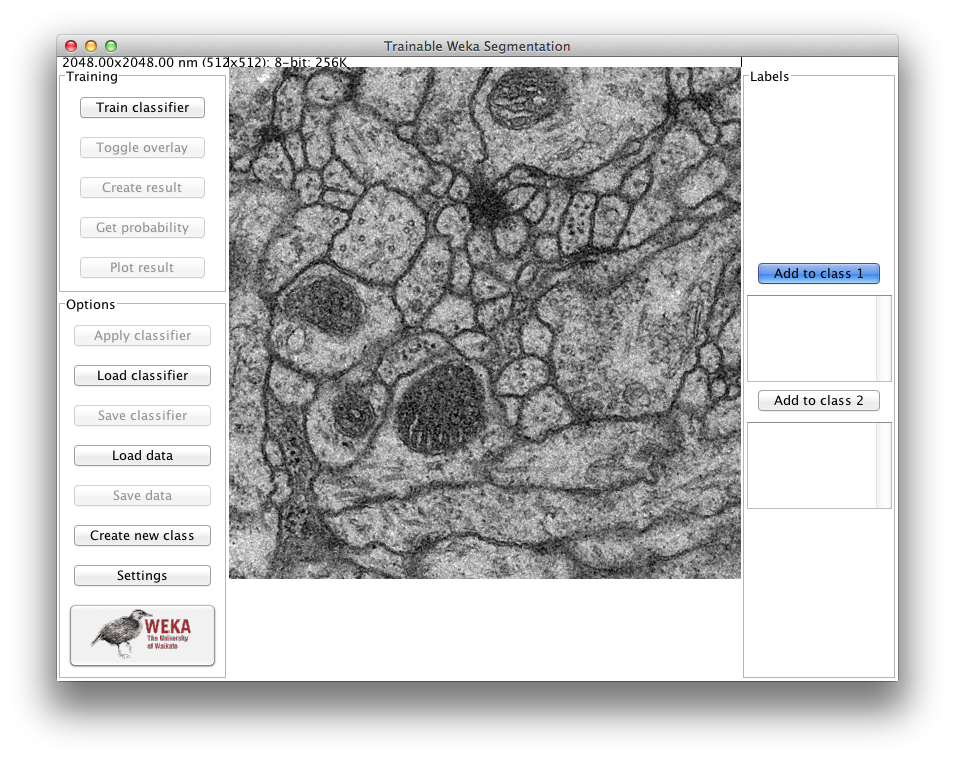 Trainable Weka Segmentation
2048.00x2048.00 nm (512x512); 8-bit; 256K
Training
Train classifier
Toggle overlay
Create result
Get probability
Plot result
Options
Apply classifier
Load classifier
Save classifier
Load data
Save data
Create new class
Settings
WEKA
The University
of Waikato
Labels
Add to class 1
Add to class 2